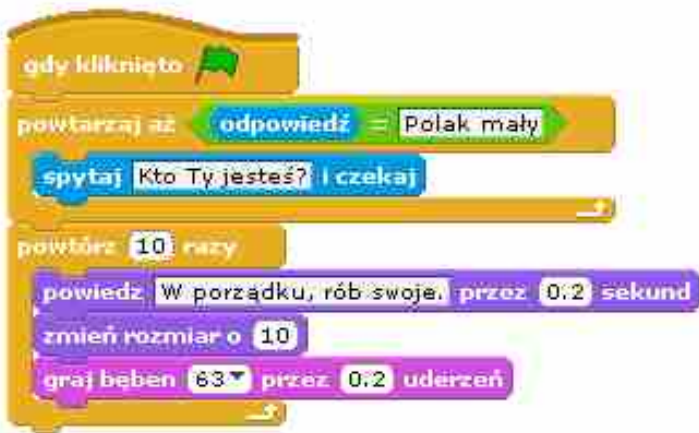 gdy kliknięto
powtarzaj aż odpowiedź = Polak mały
spytaj Kto Ty jesteś? i czekaj
powtórz 10 razy
powiedz W porządku, rób swoje. przez 0.2 sekund
zmień rozmiar o 10
graj bęben 63 przez 0.2 uderzeń